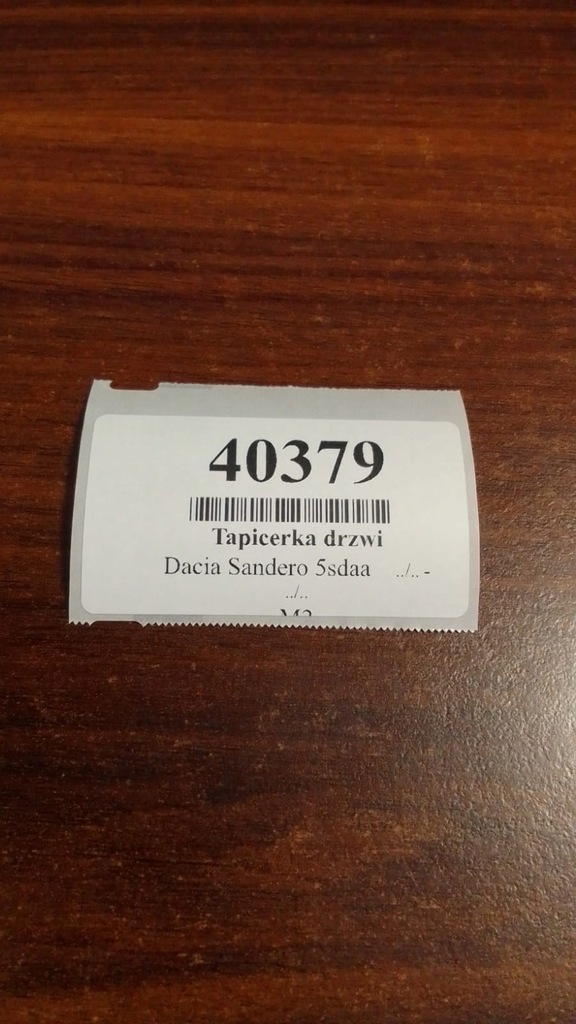 40379
Tapicerka drzwi
Dacia Sandero 5sdaa ../.. -
../..